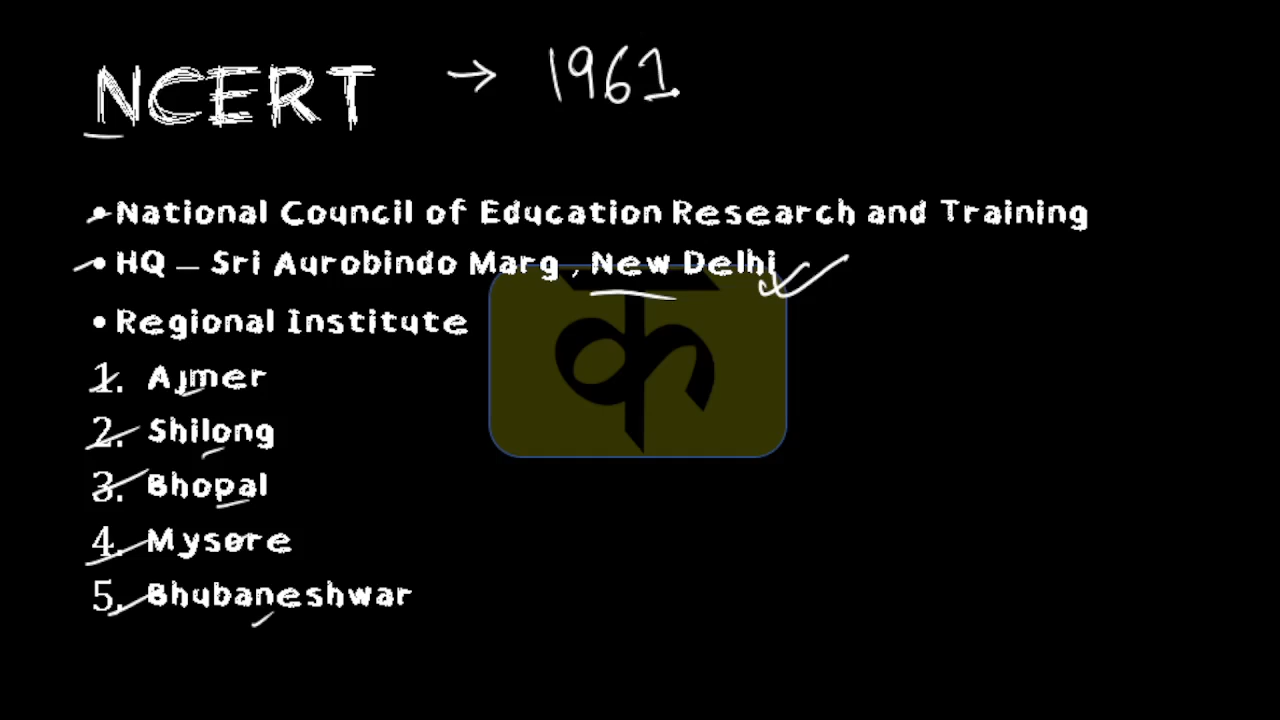 NCERT → 1961
• National Council of Education Research and Training
• HQ – Sri Aurobindo Marg , New Delhi
• Regional Institute
1. Ajmer
2. Shilong
3. Bhopal
4. Mysore
5. Bhubaneshwar
क